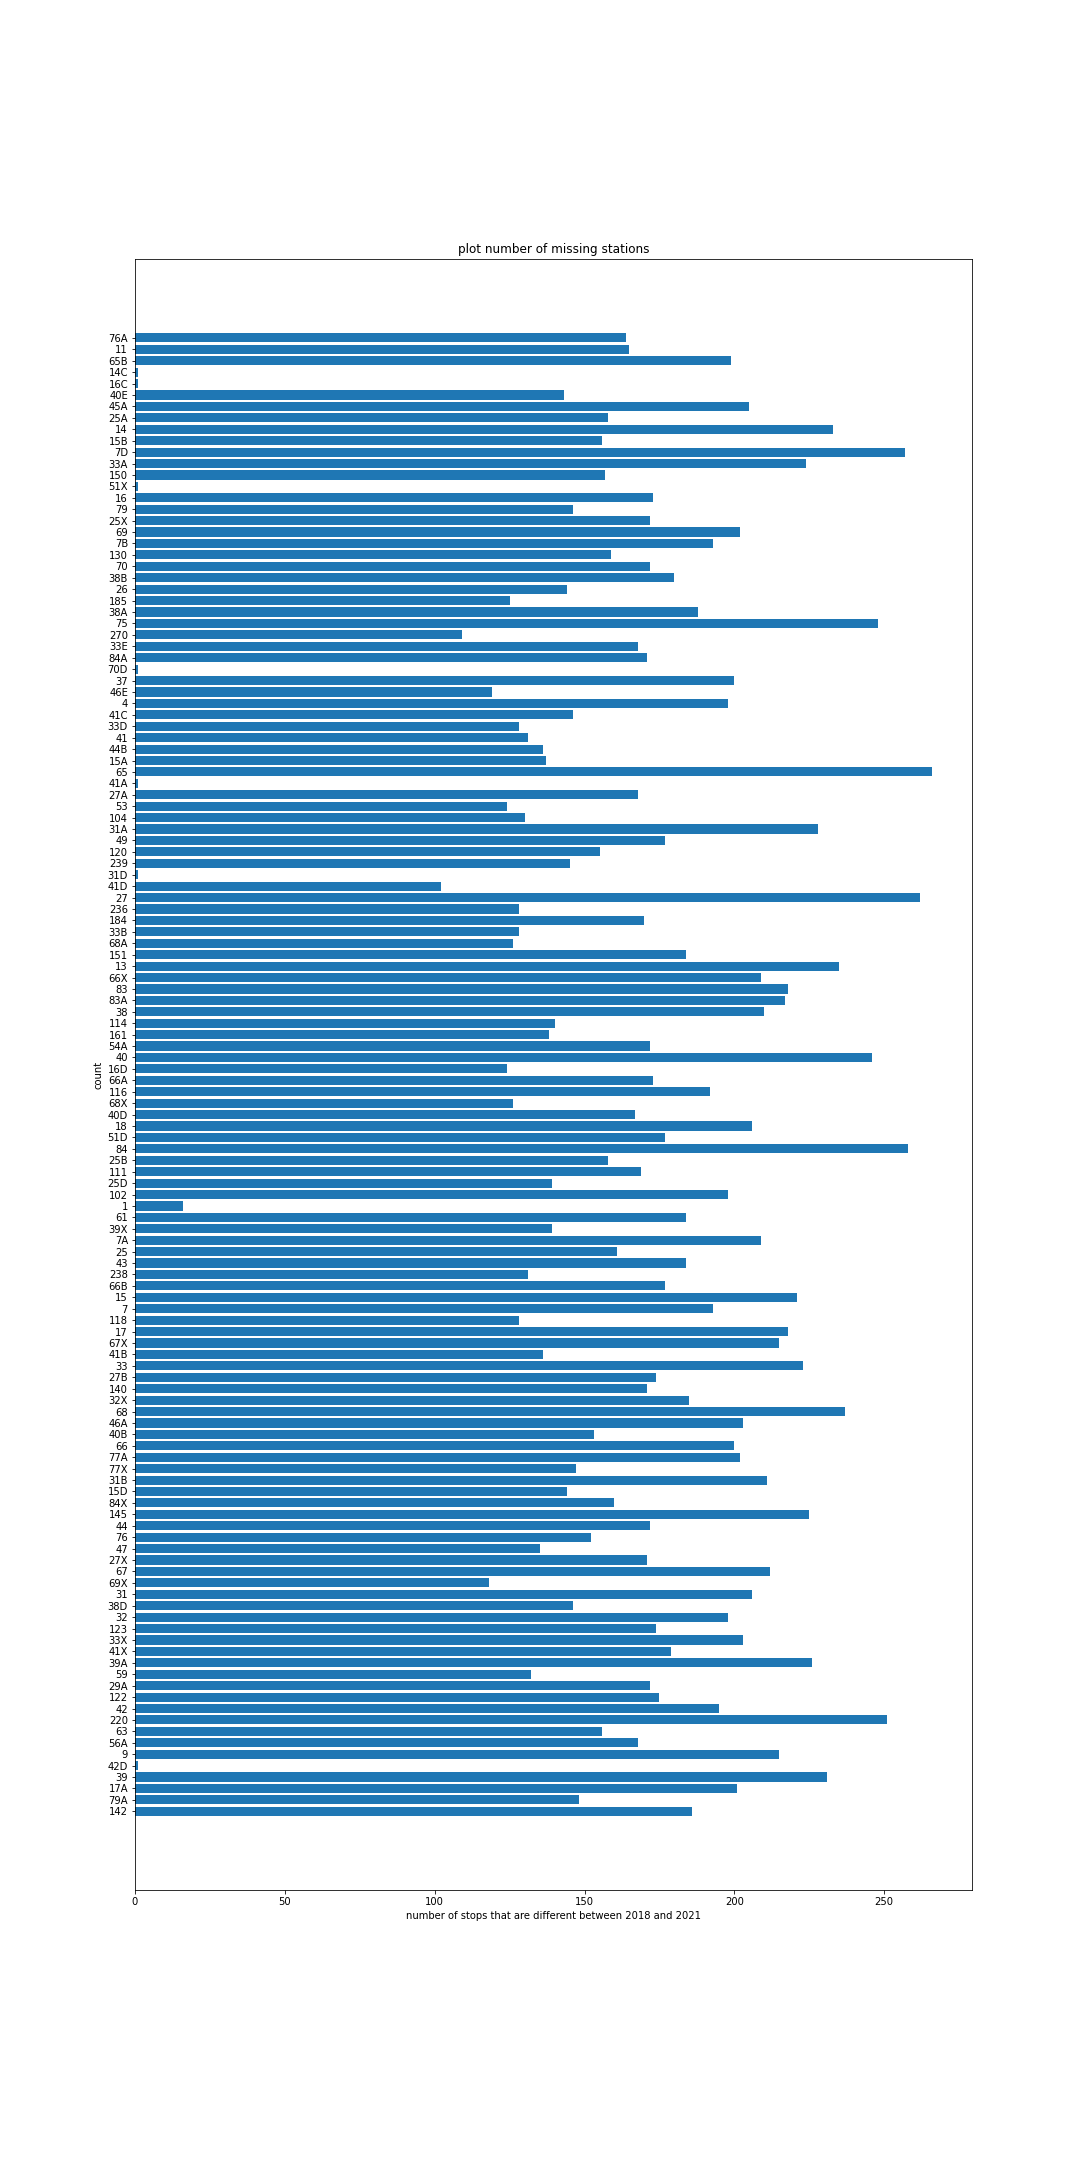 plot number of missing stations
76A
11
65B
14C
16C
40E
45A
25A
14
15B
7D
33A
150
51X
16
79
25X
69
7B
130
70
38B
26
185
38A
75
270
33E
84A
70D
37
46E
4
41C
33D
41
44B
15A
65
41A
27A
53
104
31A
49
120
239
31D
41D
27
236
184
33B
68A
151
13
66X
83
83A
38
114
161
54A
40
16D
66A
116
68X
40D
18
51D
84
25B
111
25D
102
1
61
39X
7A
25
43
238
66B
15
7
118
17
67X
41B
33
27B
140
32X
68
46A
40B
66
77A
77X
31B
15D
84X
145
44
76
47
27X
67
69X
31
38D
32
123
33X
41X
39A
59
29A
122
42
220
63
56A
9
42D
39
17A
79A
142
count
0 50 100 150 200 250
number of stops that are different between 2018 and 2021